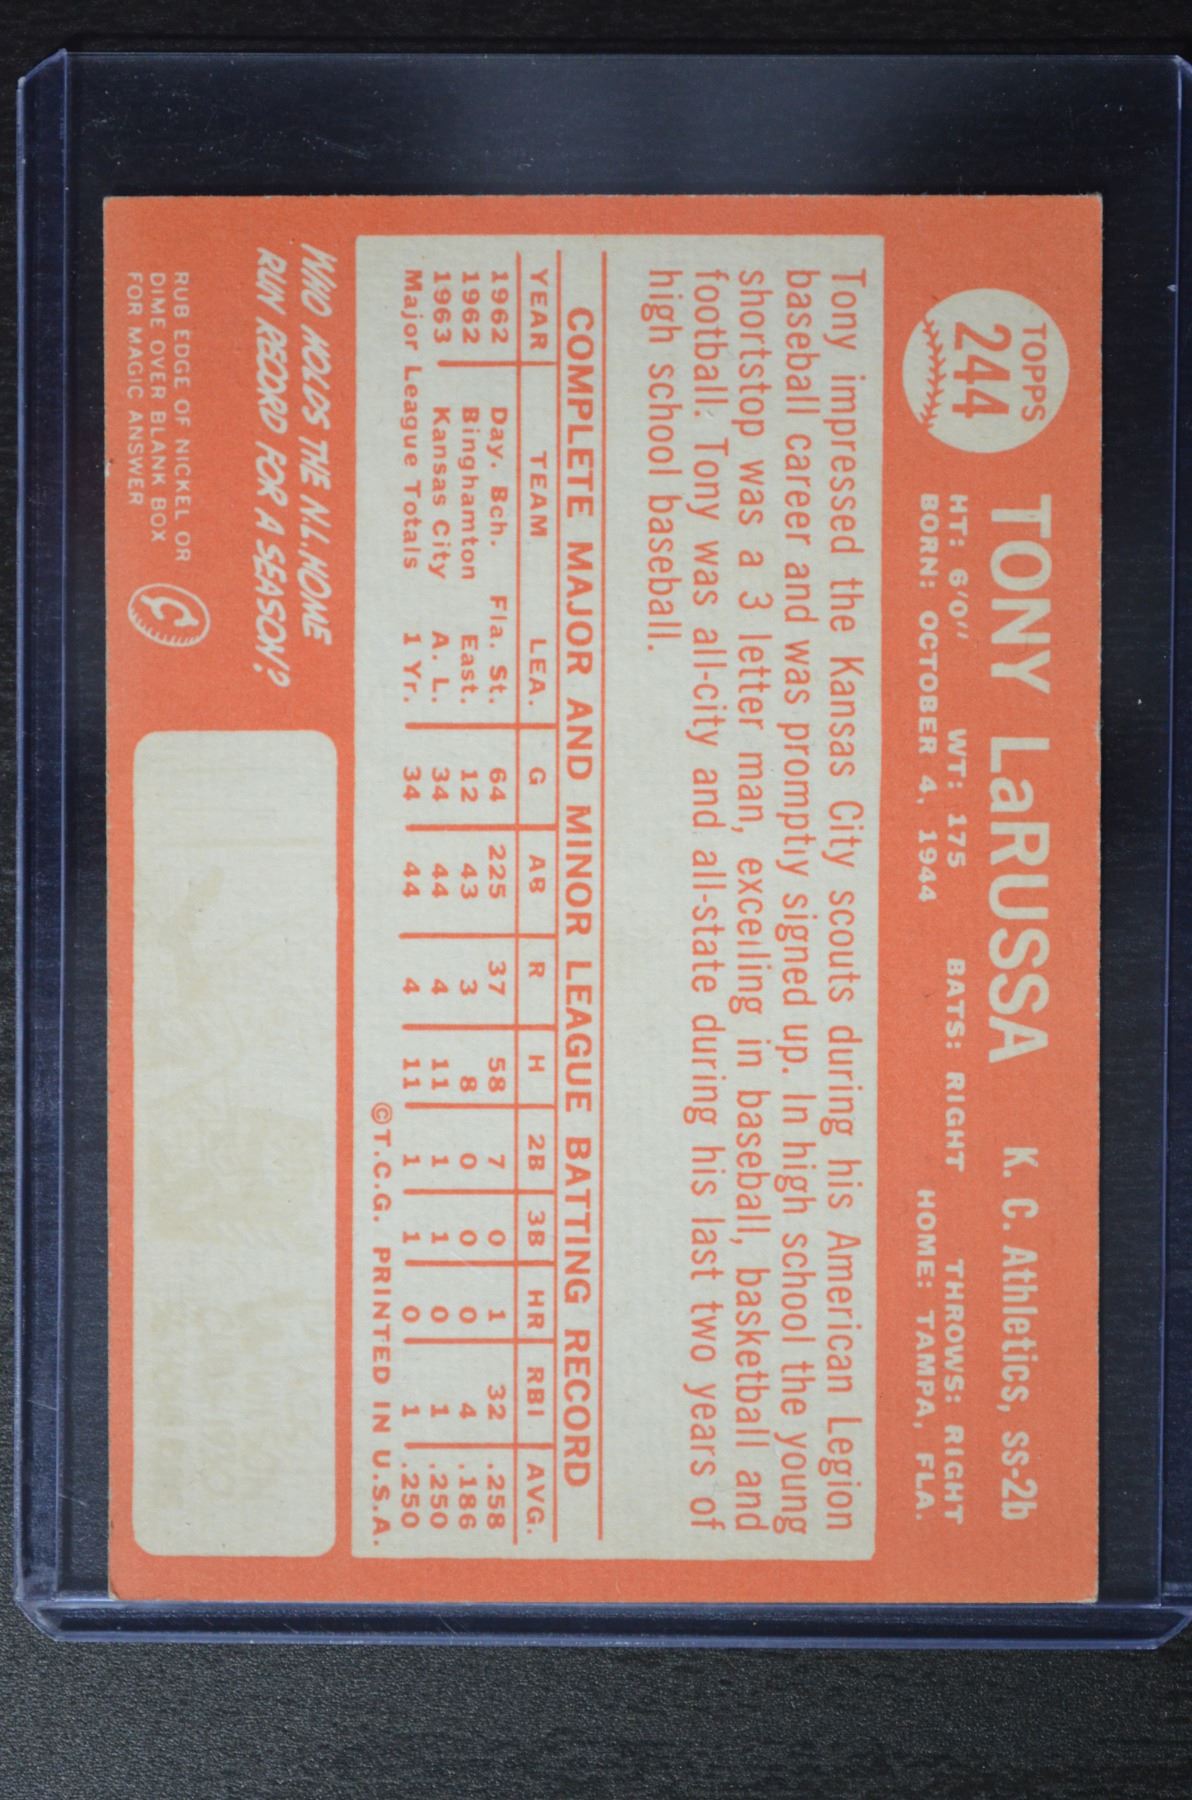 TOPPS
244
TONY LaRUSSA K. C. Athletics, ss-2b
HT: 6'0" WT: 175 BATS: RIGHT THROWS: RIGHT
BORN: OCTOBER 4, 1944 HOME: TAMPA, FLA.
Tony impressed the Kansas City scouts during his American Legion
baseball career and was promptly signed up. In high school the young
shortstop was a 3 letter man, excelling in baseball, basketball and
football. Tony was all-city and all-state during his last two years of
high school baseball.
COMPLETE MAJOR AND MINOR LEAGUE BATTING RECORD
YEAR TEAM LEA. G AB R H 2B 3B HR RBI AVG.
1962 Day. Bch. Fla. St. 64 225 37 58 7 0 1 32 .258
1962 Binghamton East. 12 43 3 8 0 0 0 4 .186
1963 Kansas City A. L. 34 44 4 11 1 1 0 1 .250
Major League Totals 1 Yr. 34 44 4 11 1 1 0 1 .250
©T.C.G. PRINTED IN U.S.A.
WHO HOLDS THE N.L. HOME
RUN RECORD FOR A SEASON?
RUB EDGE OF NICKEL OR
DIME OVER BLANK BOX
FOR MAGIC ANSWER